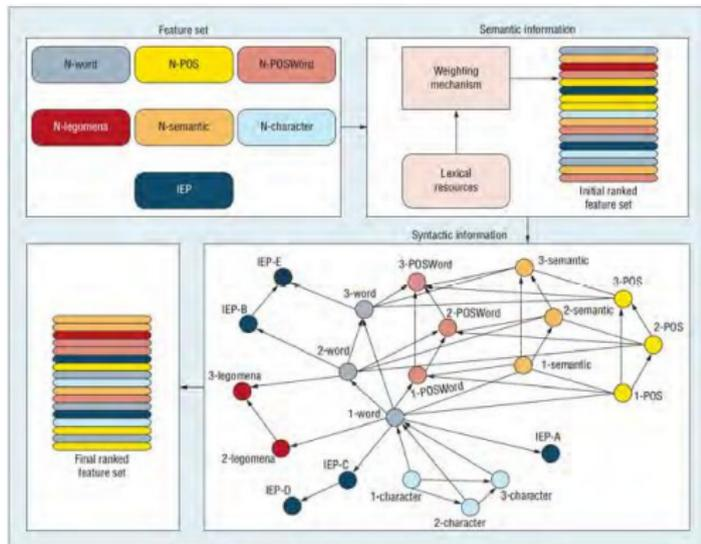 Feature set
Semantic information
N-word
N-POS
N-POSWord
N-legomena
N-semantic
N-character
IEP
Weighting
mechanism
Lexical
resources
Initial ranked
feature set
Syntactic information
IEP-E
3-POSWord
3-semantic
3-POS
3-word
IEP-B
2-POSWord
2-semantic
2-POS
2-word
3-legomena
1-POSWord
1-semantic
1-POS
1-word
2-legomena
IEP-C
IEP-A
IEP-D
1-character
3-character
2-character
Final ranked
feature set